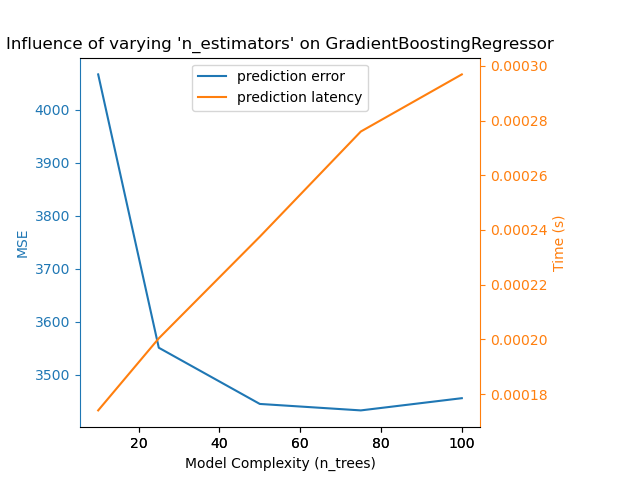 Influence of varying 'n_estimators' on GradientBoostingRegressor
prediction error
prediction latency
4000
3900
3800
3700
3600
3500
MSE
0.00030
0.00028
0.00026
0.00024
0.00022
0.00020
0.00018
Time (s)
20 40 60 80 100
Model Complexity (n_trees)